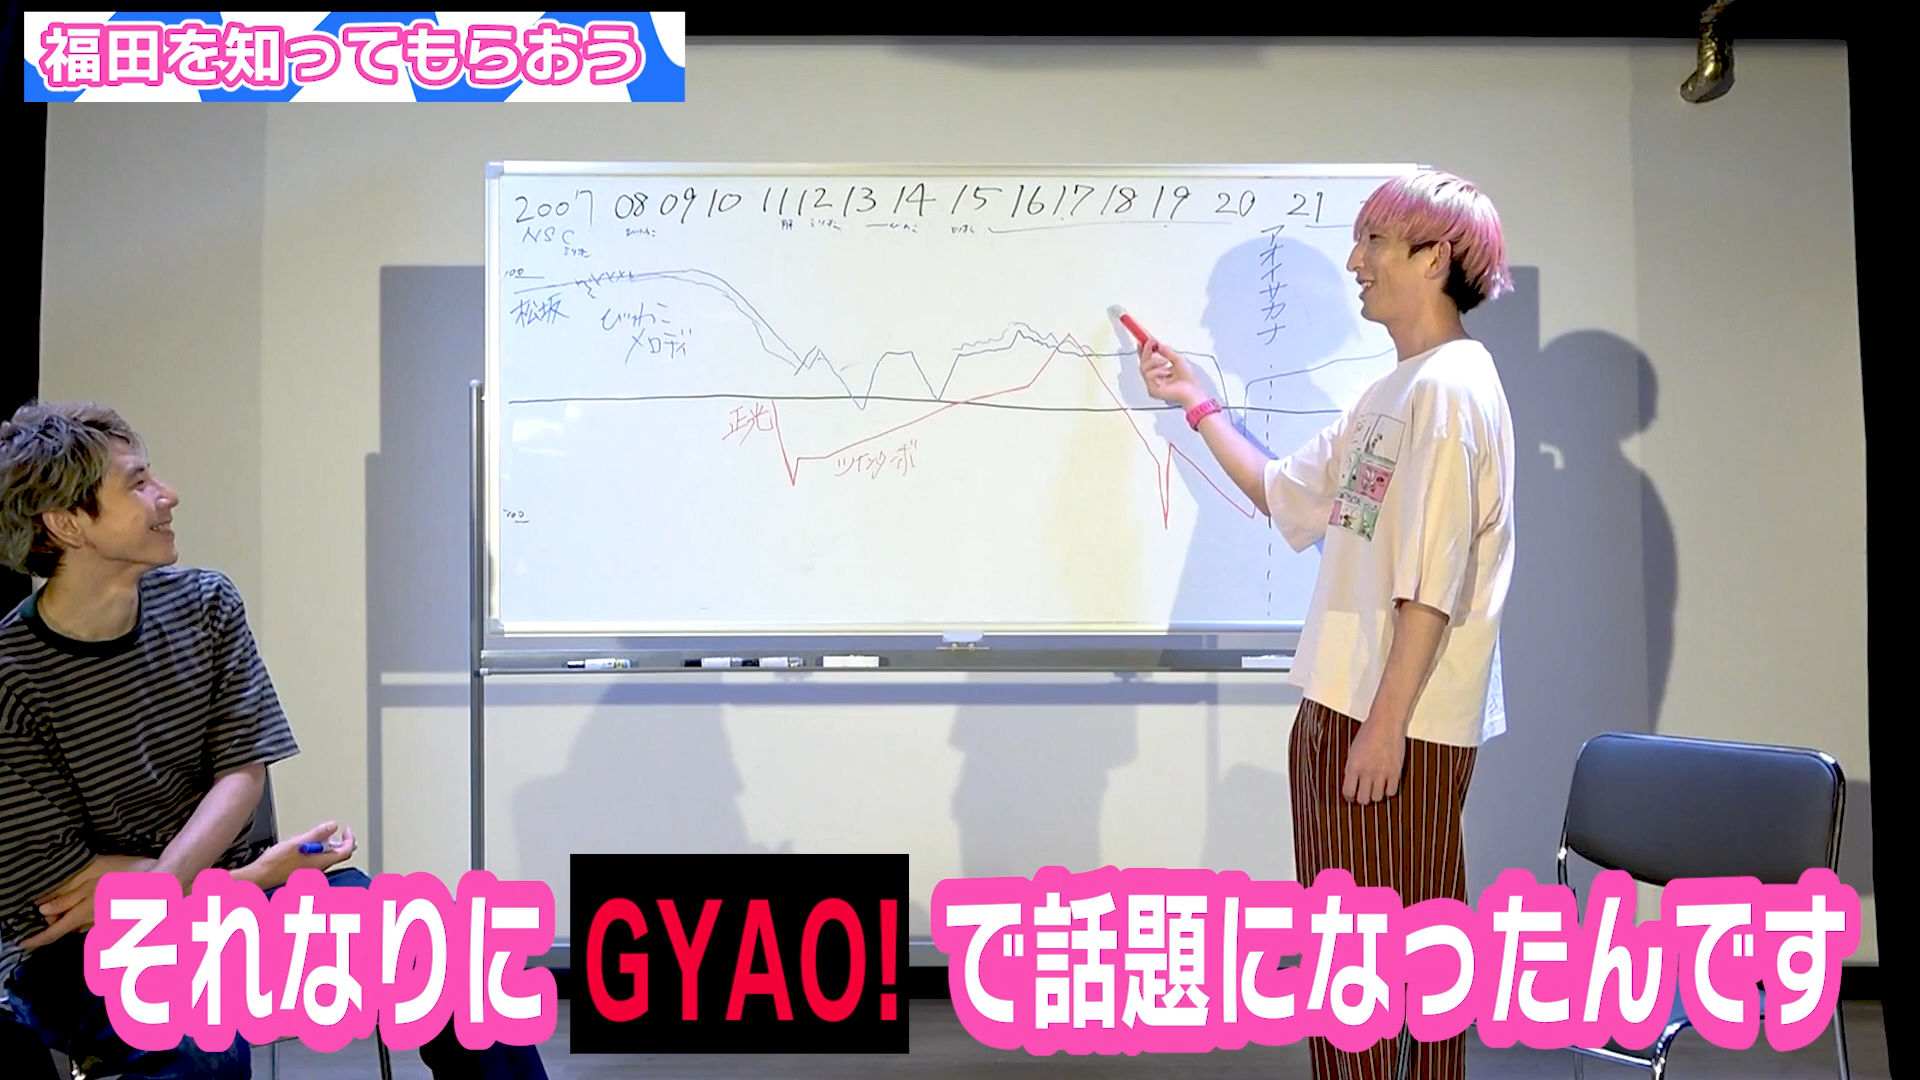 福田を知ってもらおう
2007 08 09 10 11 12 13 14 15 16 17 18 19 20 21
NSC
100
松坂
びわこ
メロディ
アオイサカナ
正光
ツインターボ
それなりにGYAO!で話題になったんです